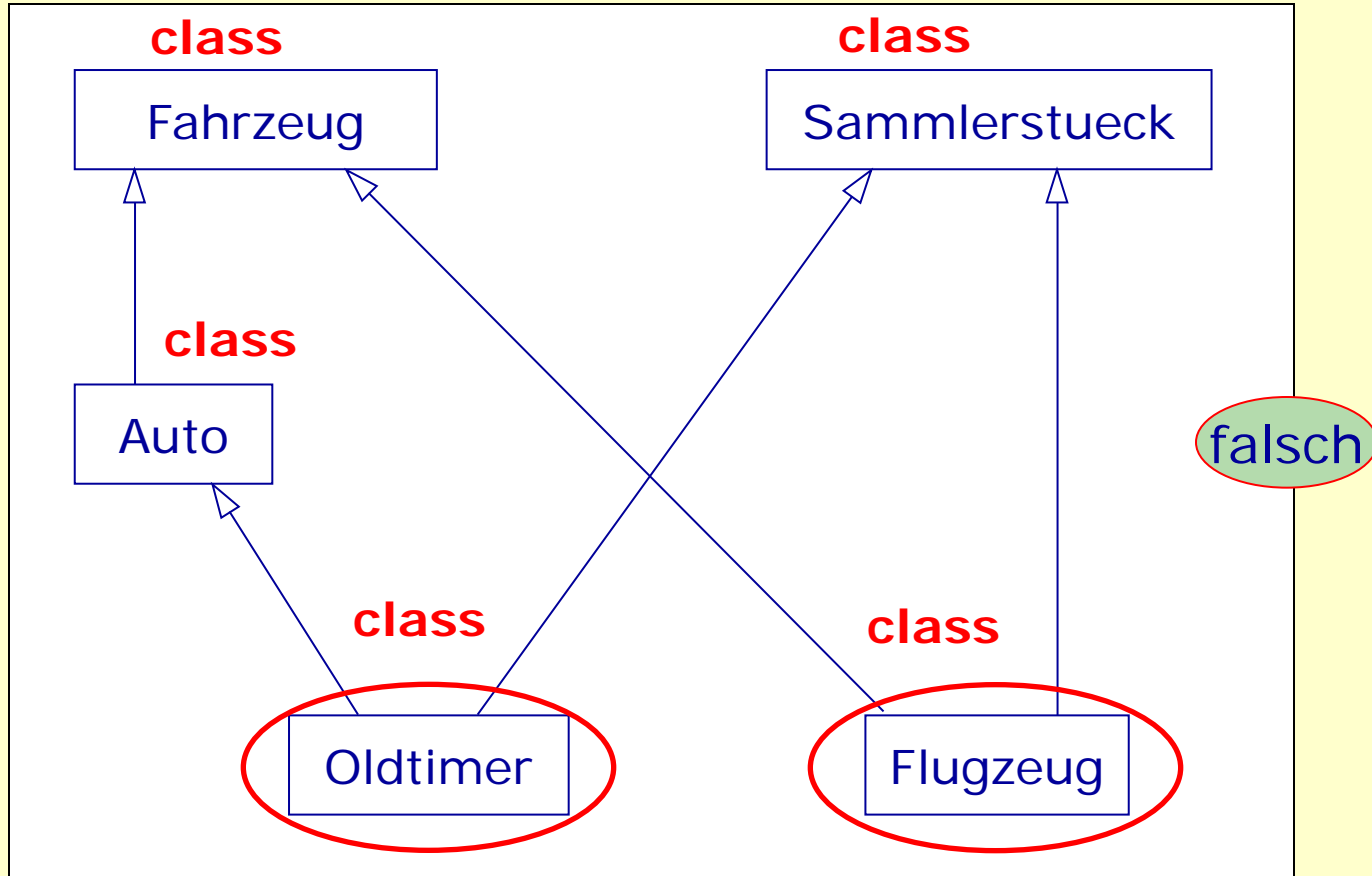 class
class
Fahrzeug
Sammlerstueck
class
Auto
falsch
class
class
Oldtimer
Flugzeug